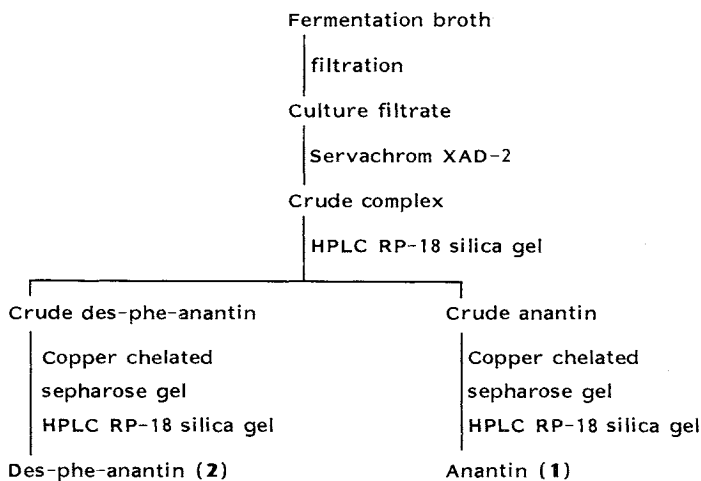 Fermentation broth
filtration
Culture filtrate
Servachrom XAD-2
Crude complex
HPLC RP-18 silica gel
Crude des-phe-anantin
Copper chelated
sepharose gel
HPLC RP-18 silica gel
Des-phe-anantin (2)
Crude anantin
Copper chelated
sepharose gel
HPLC RP-18 silica gel
Anantin (1)